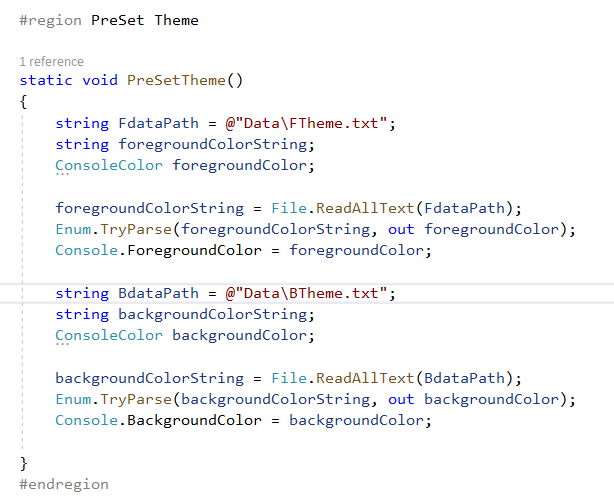 #region PreSet Theme
1 reference
static void PreSetTheme()
{
string FdataPath = @"Data\FTheme.txt";
string foregroundColorString;
ConsoleColor foregroundColor;
foregroundColorString = File.ReadAllText(FdataPath);
Enum.TryParse(foregroundColorString, out foregroundColor);
Console.ForegroundColor = foregroundColor;
string BdataPath = @"Data\BTheme.txt";
string backgroundColorString;
ConsoleColor backgroundColor;
backgroundColorString = File.ReadAllText(BdataPath);
Enum.TryParse(backgroundColorString, out backgroundColor);
Console.BackgroundColor = backgroundColor;
}
#endregion